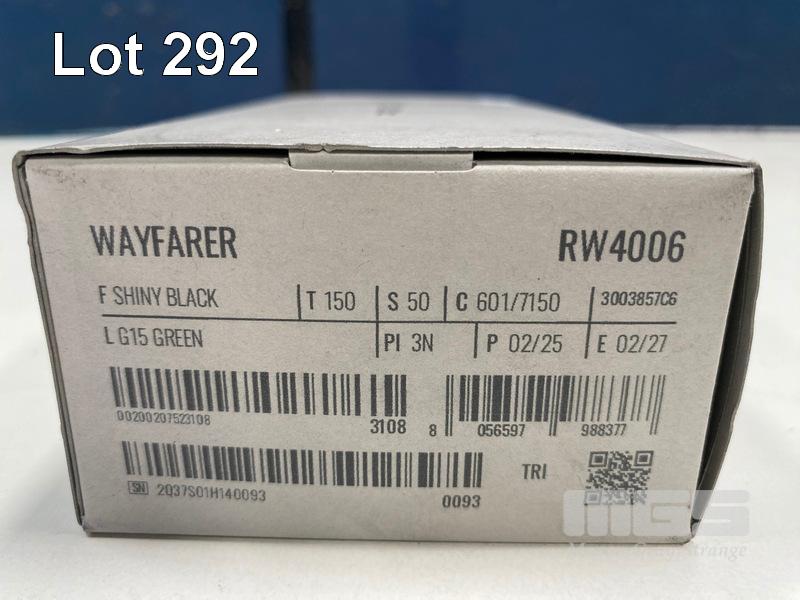 Lot 292
WAYFARER RW4006
F SHINY BLACK T 150 S 50 C 601/7150 3003857C6
L G15 GREEN PI 3N P 02/25 E 02/27
00200207523108 3108 8 056597 988377
SN 2Q37S01H140093 0093 TRI
MGS